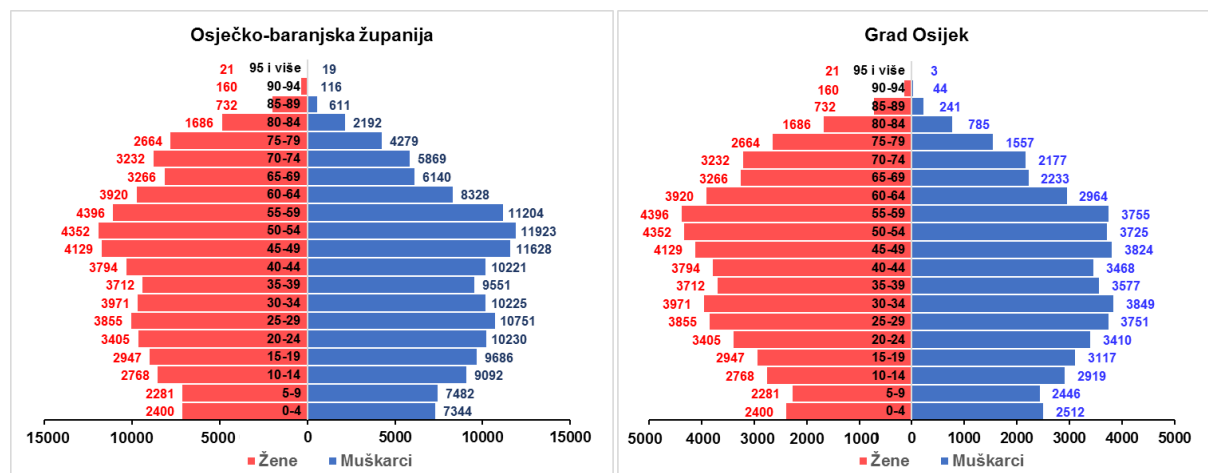 Osječko-baranjska županija
21 95 i više 19
160 90-94 116
732 85-89 611
1686 80-84 2192
2664 75-79 4279
3232 70-74 5869
3266 65-69 6140
3920 60-64 8328
4396 55-59 11204
4352 50-54 11923
4129 45-49 11628
3794 40-44 10221
3712 35-39 9551
3971 30-34 10225
3855 25-29 10751
3405 20-24 10230
2947 15-19 9686
2768 10-14 9092
2281 5-9 7482
2400 0-4 7344
15000 10000 5000 0 5000 10000 15000
Žene Muškarci
Grad Osijek
21 95 i više 3
160 90-94 44
732 85-89 241
1686 80-84 785
2664 75-79 1557
3232 70-74 2177
3266 65-69 2233
3920 60-64 2964
4396 55-59 3755
4352 50-54 3725
4129 45-49 3824
3794 40-44 3468
3712 35-39 3577
3971 30-34 3849
3855 25-29 3751
3405 20-24 3410
2947 15-19 3117
2768 10-14 2919
2281 5-9 2446
2400 0-4 2512
5000 4000 3000 2000 1000 0 1000 2000 3000 4000 5000
Žene Muškarci